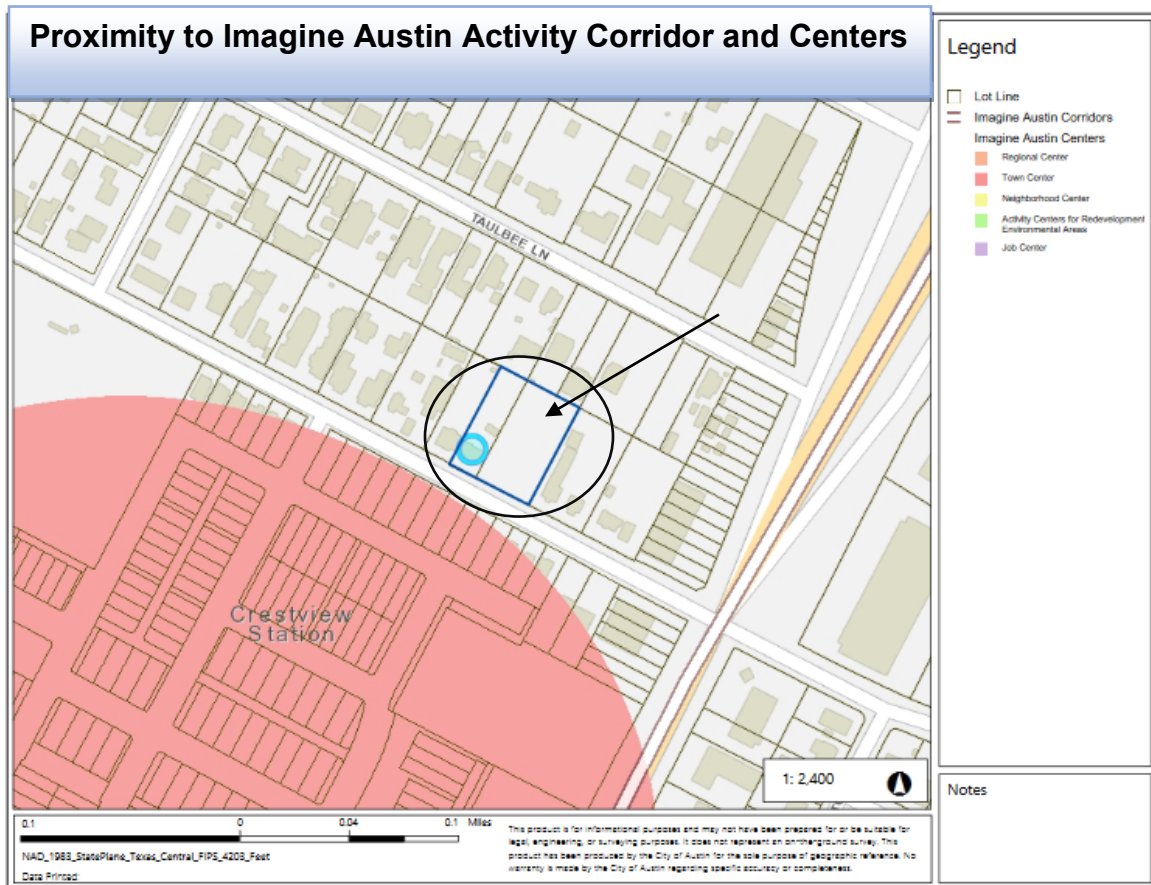 Proximity to Imagine Austin Activity Corridor and Centers
Legend
Lot Line
Imagine Austin Corridors
Imagine Austin Centers
Regional Center
Town Center
Neighborhood Center
Activity Centers for Redevelopment
Environmental Areas
Job Center
TAULBEE LN
Crestview
Station
1: 2,400
Notes
0.1 0 0.04 0.1 Miles
NAD_1983_StatePlane_Texas_Central_FIPS_4203_Feet
Date Printed:
This product is for informational purposes and may not have been prepared for or be suitable for
legal, engineering, or surveying purposes. It does not represent an on-the-ground survey. This
product has been produced by the City of Austin for the sole purpose of geographic reference. No
warranty is made by the City of Austin regarding specific accuracy or completeness.